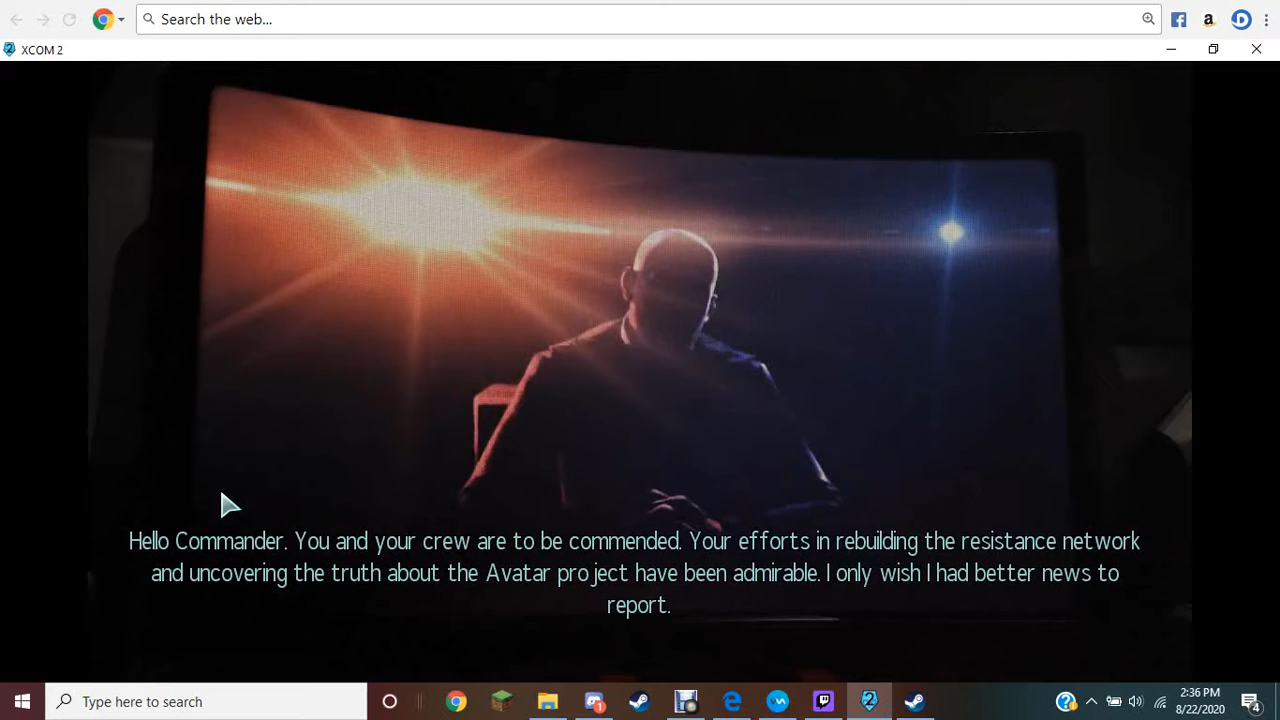 Search the web...
XCOM 2
Hello Commander. You and your crew are to be commended. Your efforts in rebuilding the resistance network
and uncovering the truth about the Avatar project have been admirable. I only wish I had better news to
report.
Type here to search
2:36 PM
8/22/2020
4